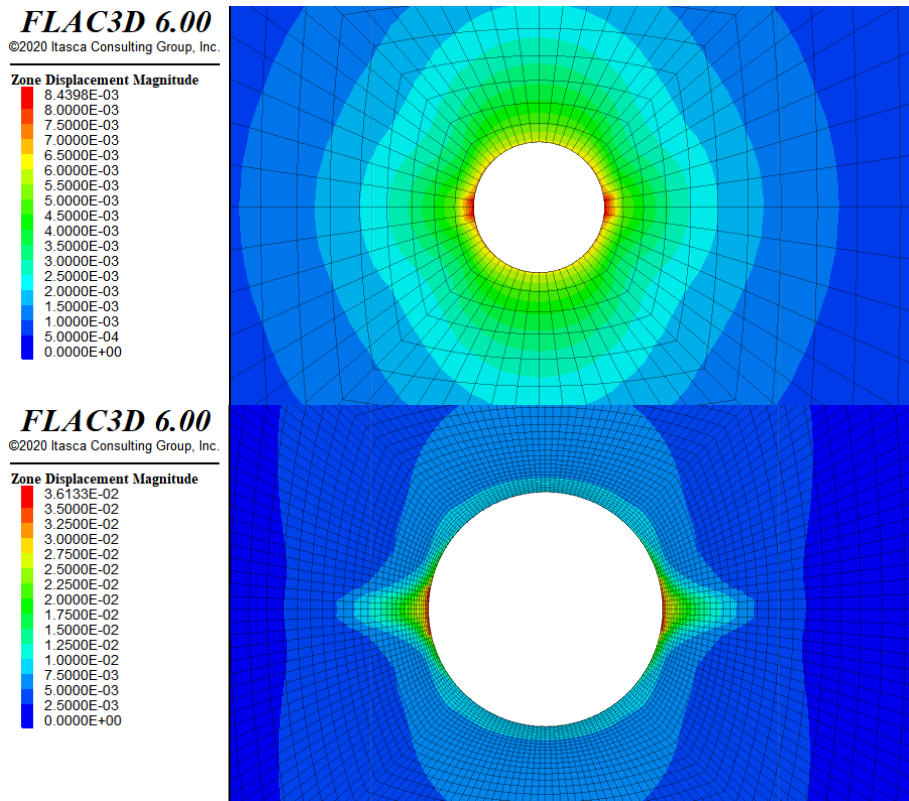 FLAC3D 6.00
©2020 Itasca Consulting Group, Inc.
Zone Displacement Magnitude
8.4398E-03
8.0000E-03
7.5000E-03
7.0000E-03
6.5000E-03
6.0000E-03
5.5000E-03
5.0000E-03
4.5000E-03
4.0000E-03
3.5000E-03
3.0000E-03
2.5000E-03
2.0000E-03
1.5000E-03
1.0000E-03
5.0000E-04
0.0000E+00
FLAC3D 6.00
©2020 Itasca Consulting Group, Inc.
Zone Displacement Magnitude
3.6133E-02
3.5000E-02
3.2500E-02
3.0000E-02
2.7500E-02
2.5000E-02
2.2500E-02
2.0000E-02
1.7500E-02
1.5000E-02
1.2500E-02
1.0000E-02
7.5000E-03
5.0000E-03
2.5000E-03
0.0000E+00